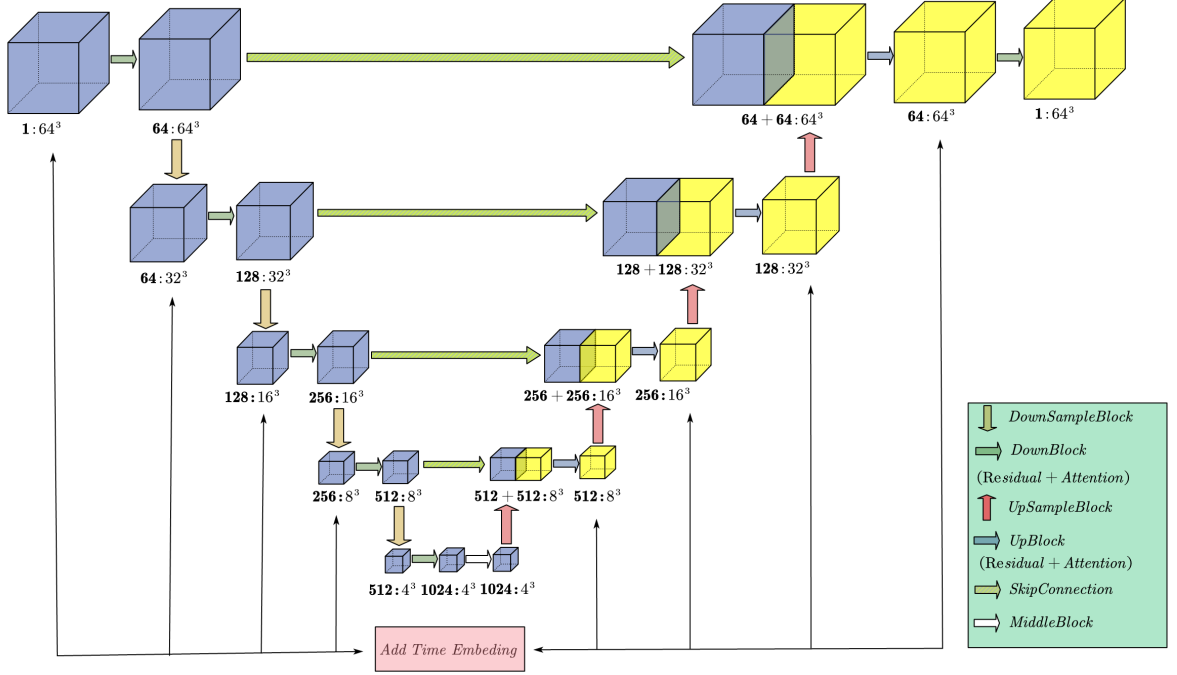 1:64³
64:64³
64 + 64:64³
64:64³
1:64³
64:32³
128:32³
128 + 128:32³
128:32³
128:16³
256:16³
256 + 256:16³
256:16³
256:8³
512:8³
512 + 512:8³
512:8³
512:4³
1024:4³
1024:4³
Add Time Embeding
DownSampleBlock
DownBlock
(Residual + Attention)
UpSampleBlock
UpBlock
(Residual + Attention)
SkipConnection
MiddleBlock